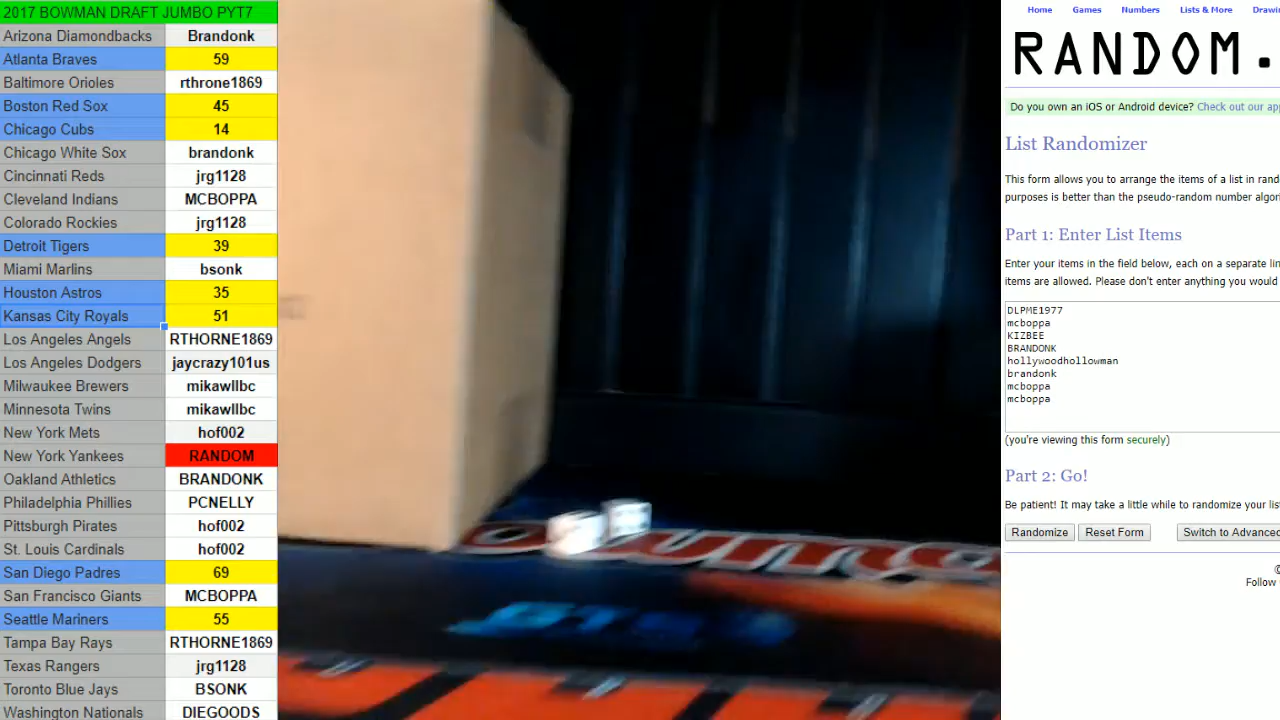 2017 BOWMAN DRAFT JUMBO PYT7
Arizona Diamondbacks Brandonk
Atlanta Braves 59
Baltimore Orioles rthrone1869
Boston Red Sox 45
Chicago Cubs 14
Chicago White Sox brandonk
Cincinnati Reds jrg1128
Cleveland Indians MCBOPPA
Colorado Rockies jrg1128
Detroit Tigers 39
Miami Marlins bsonk
Houston Astros 35
Kansas City Royals 51
Los Angeles Angels RTHORNE1869
Los Angeles Dodgers jaycrazy101us
Milwaukee Brewers mikawllbc
Minnesota Twins mikawllbc
New York Mets hof002
New York Yankees RANDOM
Oakland Athletics BRANDONK
Philadelphia Phillies PCNELLY
Pittsburgh Pirates hof002
St. Louis Cardinals hof002
San Diego Padres 69
San Francisco Giants MCBOPPA
Seattle Mariners 55
Tampa Bay Rays RTHORNE1869
Texas Rangers jrg1128
Toronto Blue Jays BSONK
Washington Nationals DIEGOODS
Home Games Numbers Lists & More Drawin
RANDOM.
Do you own an iOS or Android device? Check out our app
List Randomizer
This form allows you to arrange the items of a list in rand
purposes is better than the pseudo-random number algori
Part 1: Enter List Items
Enter your items in the field below, each on a separate lin
items are allowed. Please don't enter anything you would
DLPME1977
mcboppa
KIZBEE
BRANDONK
hollywoodhollowman
brandonk
mcboppa
mcboppa
(you're viewing this form securely)
Part 2: Go!
Be patient! It may take a little while to randomize your list
Randomize Reset Form Switch to Advanced
©
Follow